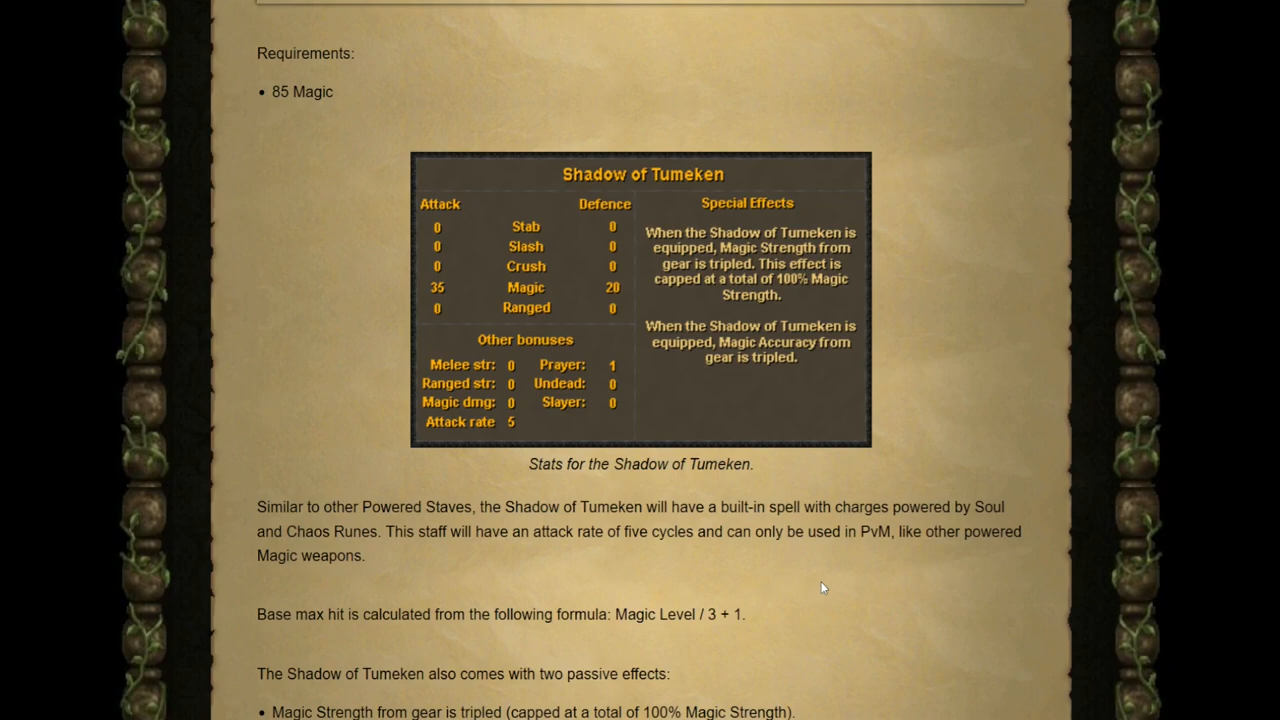 Requirements:
• 85 Magic
Shadow of Tumeken
Attack Defence
0 Stab 0
0 Slash 0
0 Crush 0
35 Magic 20
0 Ranged 0
Other bonuses
Melee str: 0 Prayer: 1
Ranged str: 0 Undead: 0
Magic dmg: 0 Slayer: 0
Attack rate 5
Special Effects
When the Shadow of Tumeken is
equipped, Magic Strength from
gear is tripled. This effect is
capped at a total of 100% Magic
Strength.
When the Shadow of Tumeken is
equipped, Magic Accuracy from
gear is tripled.
Stats for the Shadow of Tumeken.
Similar to other Powered Staves, the Shadow of Tumeken will have a built-in spell with charges powered by Soul
and Chaos Runes. This staff will have an attack rate of five cycles and can only be used in PvM, like other powered
Magic weapons.
Base max hit is calculated from the following formula: Magic Level / 3 + 1.
The Shadow of Tumeken also comes with two passive effects:
• Magic Strength from gear is tripled (capped at a total of 100% Magic Strength).